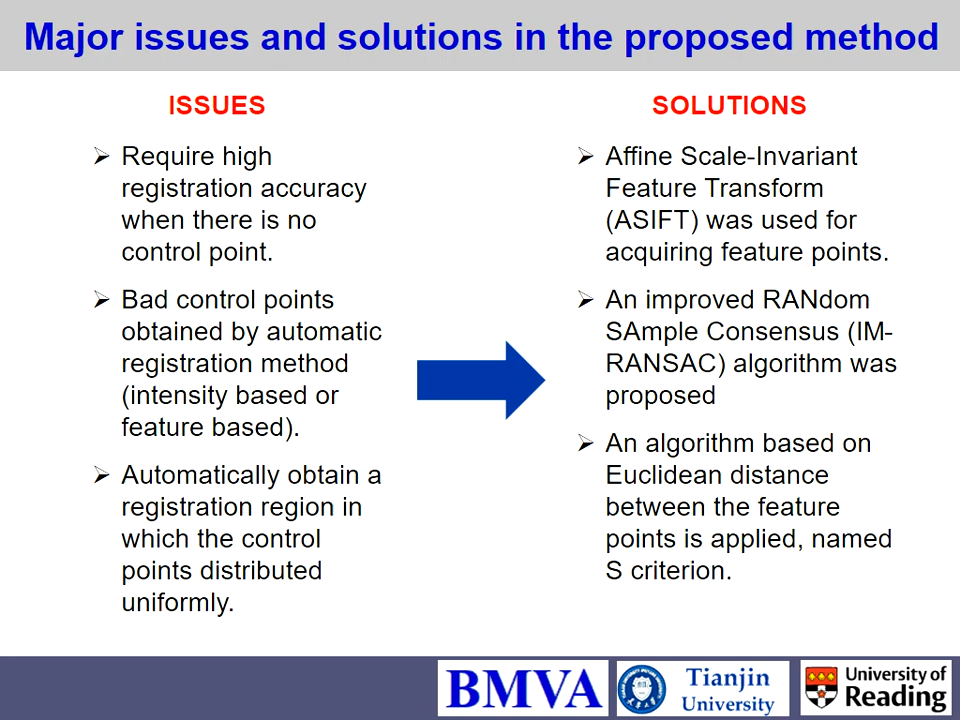 Major issues and solutions in the proposed method
ISSUES
➢ Require high
registration accuracy
when there is no
control point.
➢ Bad control points
obtained by automatic
registration method
(intensity based or
feature based).
➢ Automatically obtain a
registration region in
which the control
points distributed
uniformly.
SOLUTIONS
➢ Affine Scale-Invariant
Feature Transform
(ASIFT) was used for
acquiring feature points.
➢ An improved RANdom
SAmple Consensus (IM-
RANSAC) algorithm was
proposed
➢ An algorithm based on
Euclidean distance
between the feature
points is applied, named
S criterion.
BMVA
Tianjin
University
University of
Reading